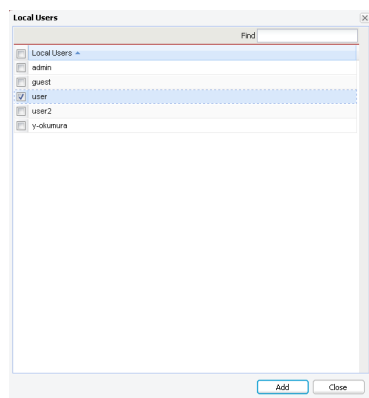 Local Users
Find
Local Users
admin
guest
user
user2
y-okumura
Add Close